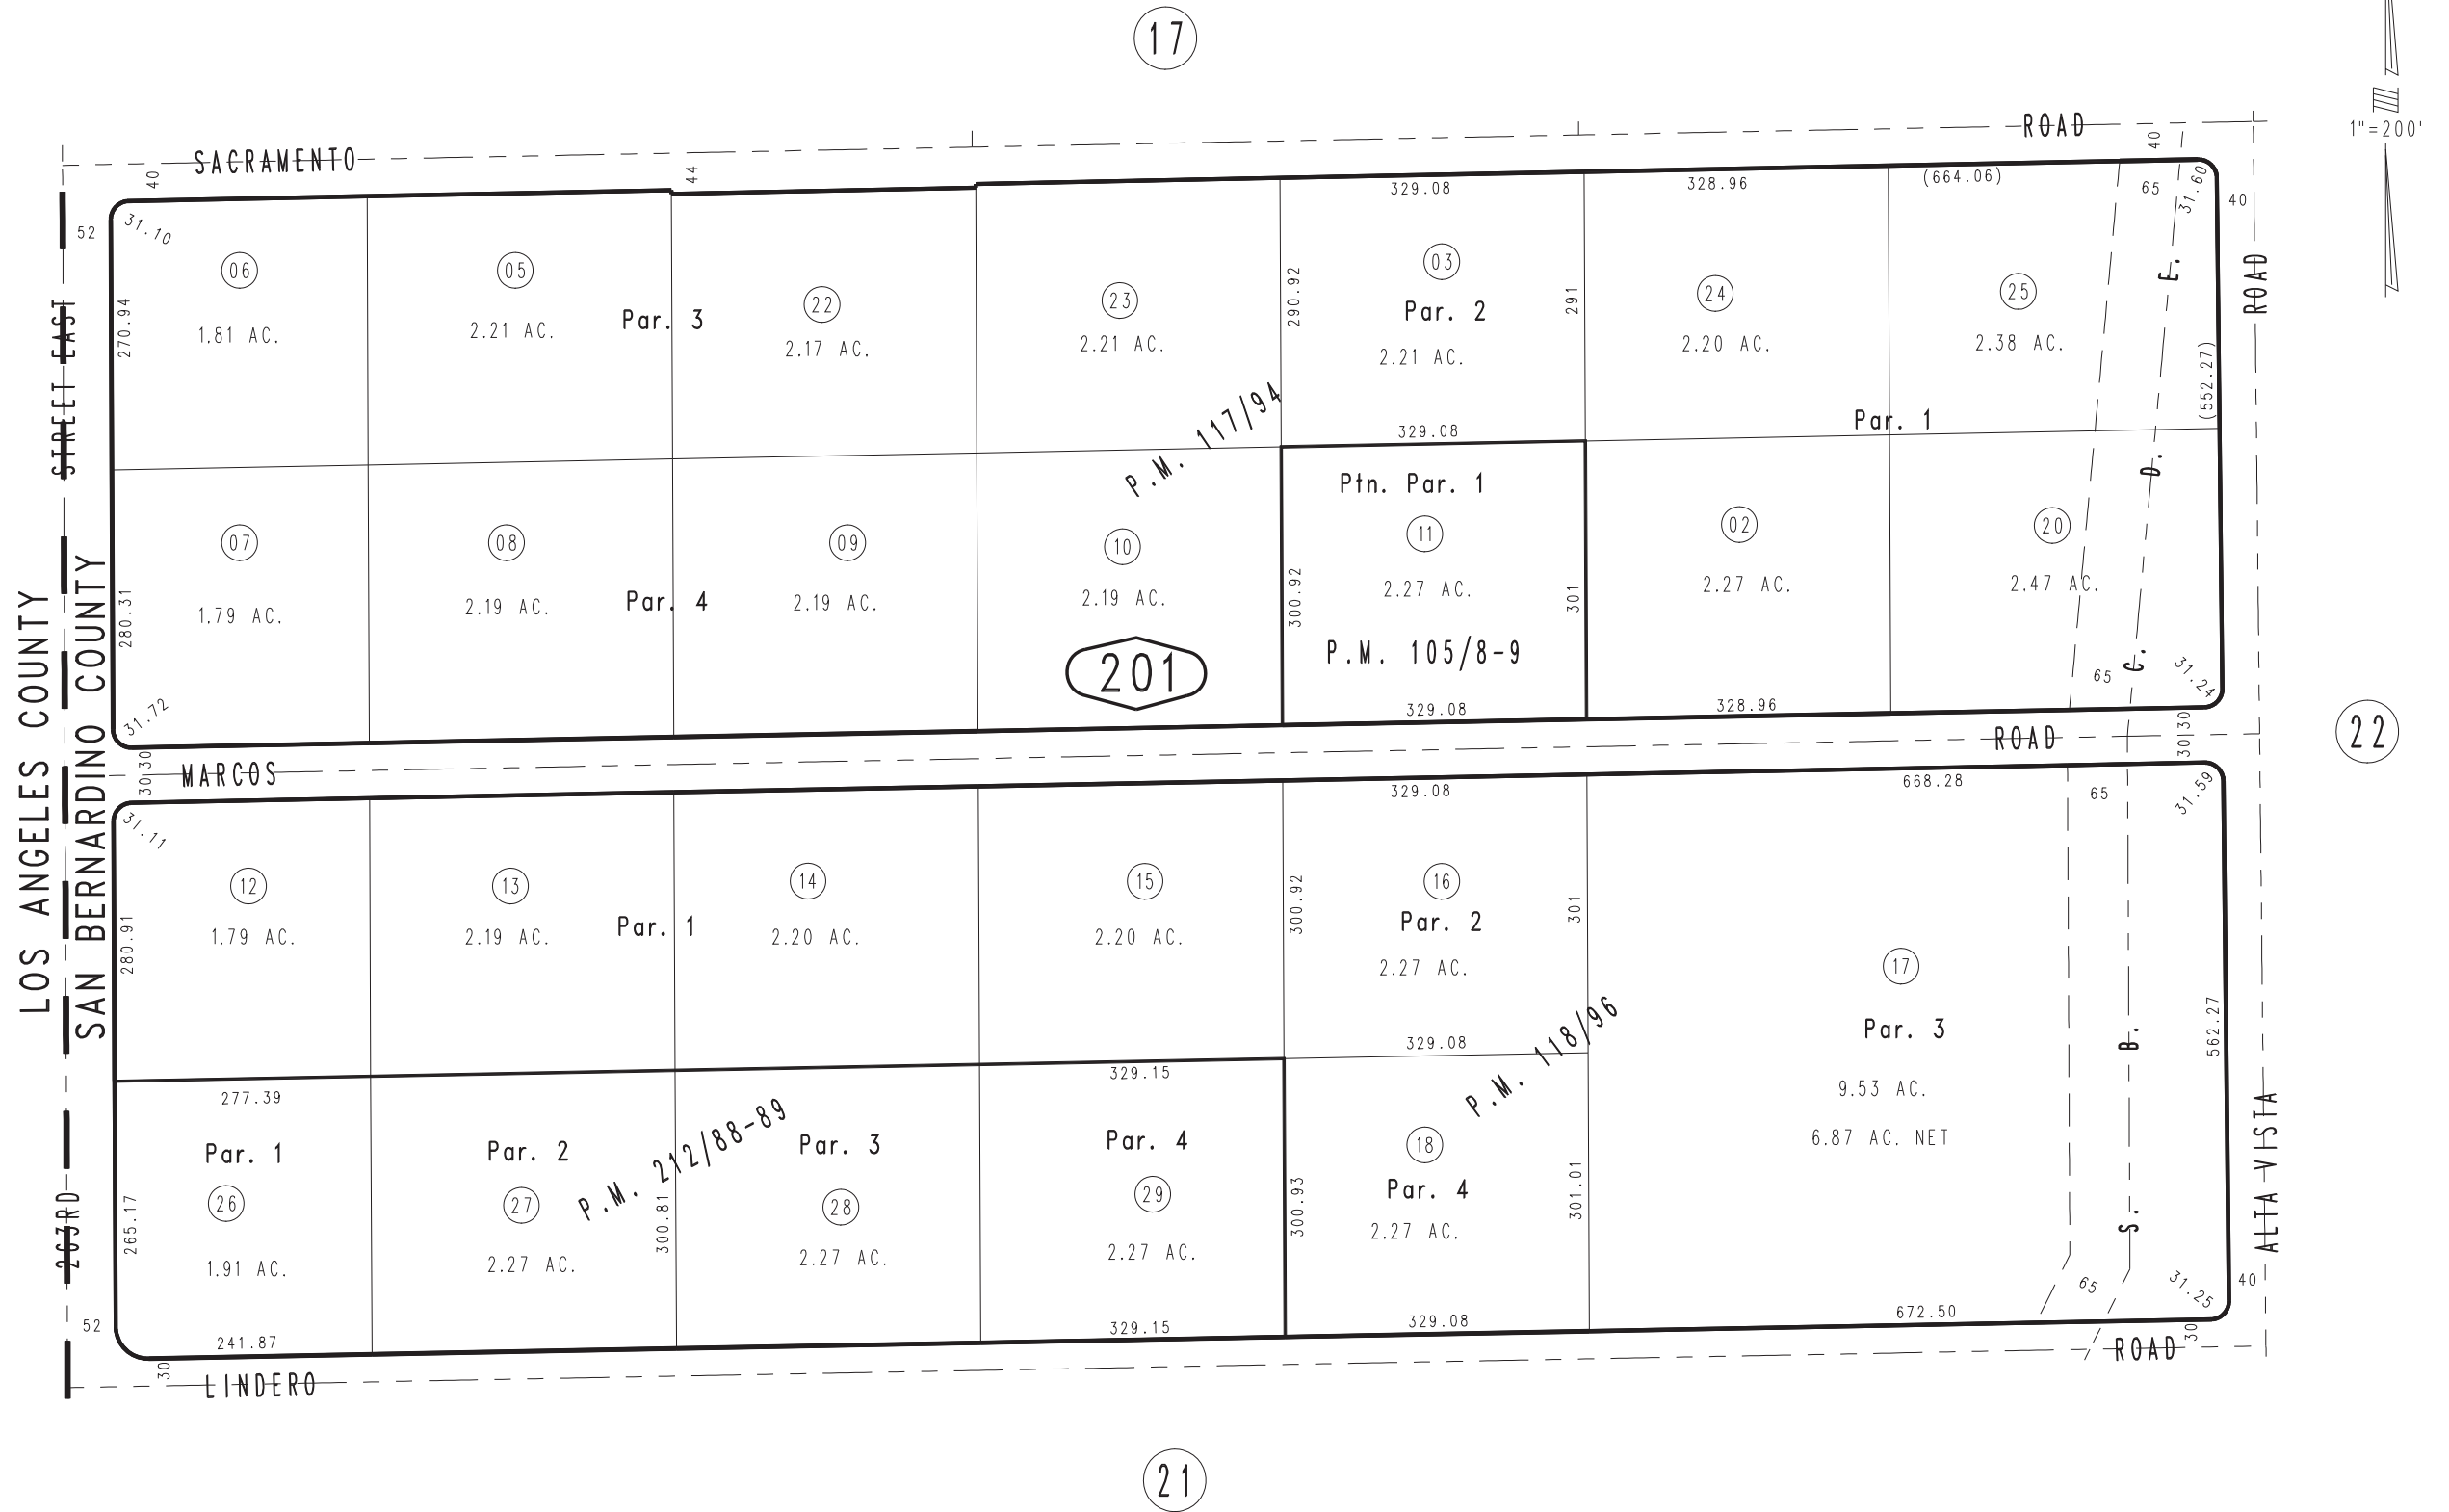 17
1"=200'
SACRAMENTO
ROAD
40
44
40
52
31.10
329.08
328.96
(664.06)
65
31.60
40
STREET EAST
ROAD
270.94
06
1.81 AC.
05
2.21 AC.
Par. 3
22
2.17 AC.
23
2.21 AC.
290.92
03
Par. 2
2.21 AC.
291
24
2.20 AC.
25
2.38 AC.
(552.27)
P.M. 117/94
329.08
Par. 1
LOS ANGELES COUNTY
SAN BERNARDINO COUNTY
280.31
07
1.79 AC.
08
2.19 AC.
Par. 4
09
2.19 AC.
10
2.19 AC.
201
300.92
Ptn. Par. 1
11
2.27 AC.
P.M. 105/8-9
301
02
2.27 AC.
20
2.47 AC.
31.72
329.08
328.96
65
31.24
22
30 30
MARCOS
ROAD
30 30
31.11
329.08
668.28
65
31.59
280.91
12
1.79 AC.
13
2.19 AC.
Par. 1
14
2.20 AC.
15
2.20 AC.
300.92
16
Par. 2
2.27 AC.
301
17
Par. 3
9.53 AC.
6.87 AC. NET
562.27
S. B. C. D. E.
329.08
P.M. 118/96
277.39
329.15
P.M. 212/88-89
203RD
265.17
Par. 1
26
1.91 AC.
Par. 2
27
2.27 AC.
300.81
Par. 3
28
2.27 AC.
Par. 4
29
2.27 AC.
300.93
18
Par. 4
2.27 AC.
301.01
ALTA VISTA
52
241.87
329.15
329.08
672.50
65
31.25
40
30
LINDERO
ROAD
30
21